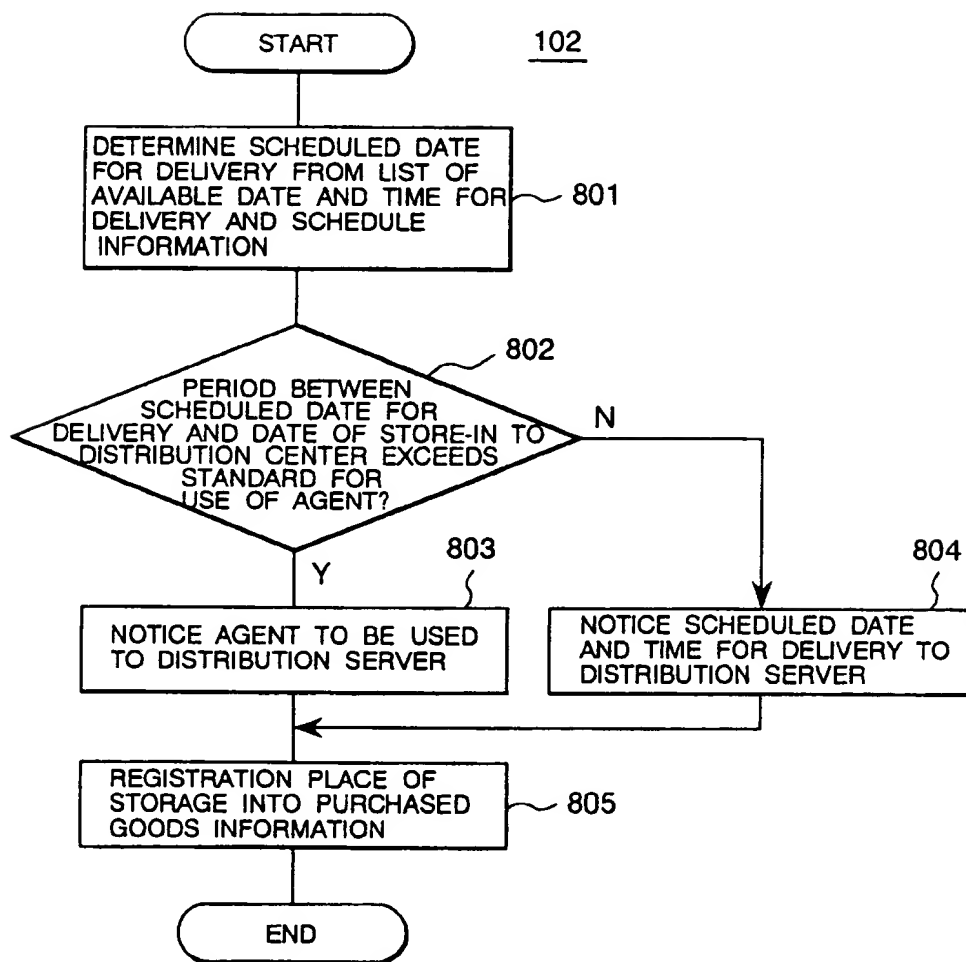 START
102
DETERMINE SCHEDULED DATE
FOR DELIVERY FROM LIST OF
AVAILABLE DATE AND TIME FOR
DELIVERY AND SCHEDULE
INFORMATION
801
802
PERIOD BETWEEN
SCHEDULED DATE FOR
DELIVERY AND DATE OF STORE-IN TO
DISTRIBUTION CENTER EXCEEDS
STANDARD FOR
USE OF AGENT?
N
Y
803
NOTICE AGENT TO BE USED
TO DISTRIBUTION SERVER
804
NOTICE SCHEDULED DATE
AND TIME FOR DELIVERY TO
DISTRIBUTION SERVER
REGISTRATION PLACE OF
STORAGE INTO PURCHASED
GOODS INFORMATION
805
END